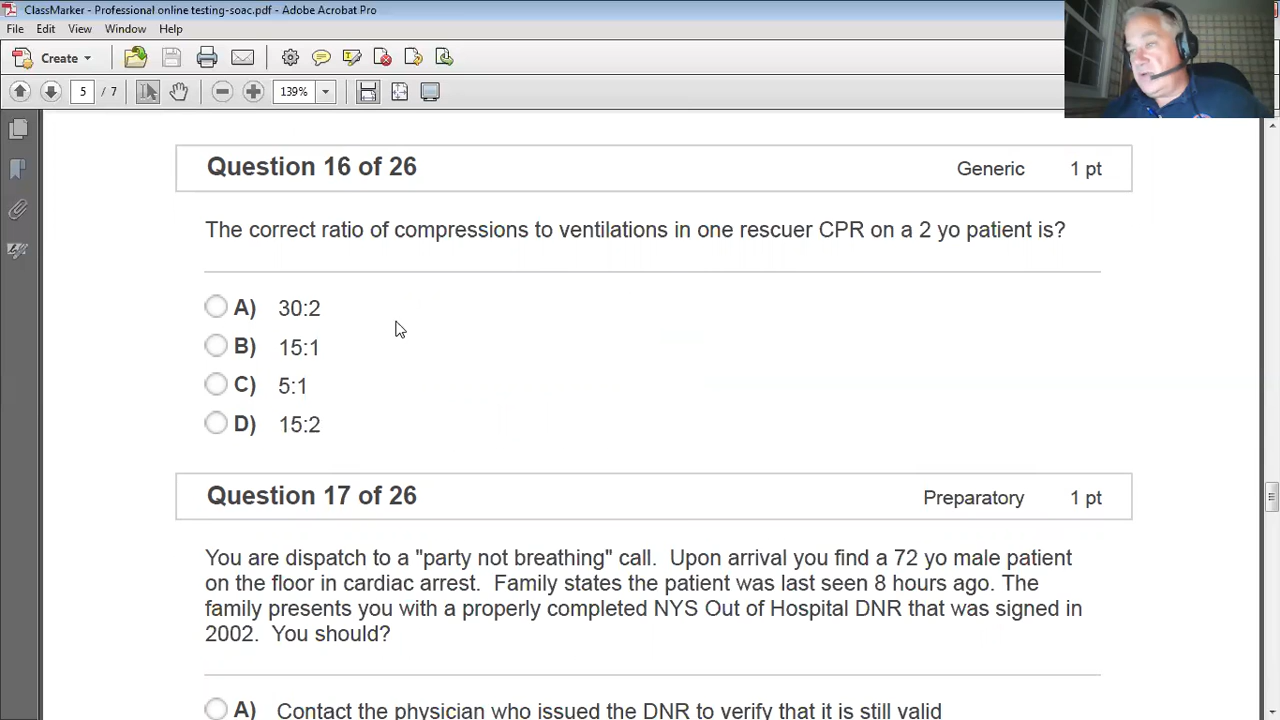 ClassMarker - Professional online testing-soac.pdf - Adobe Acrobat Pro
File Edit View Window Help
Create
5 / 7 139%
Question 16 of 26 Generic 1 pt
The correct ratio of compressions to ventilations in one rescuer CPR on a 2 yo patient is?
A) 30:2
B) 15:1
C) 5:1
D) 15:2
Question 17 of 26 Preparatory 1 pt
You are dispatch to a "party not breathing" call. Upon arrival you find a 72 yo male patient
on the floor in cardiac arrest. Family states the patient was last seen 8 hours ago. The
family presents you with a properly completed NYS Out of Hospital DNR that was signed in
2002. You should?
A) Contact the physician who issued the DNR to verify that it is still valid